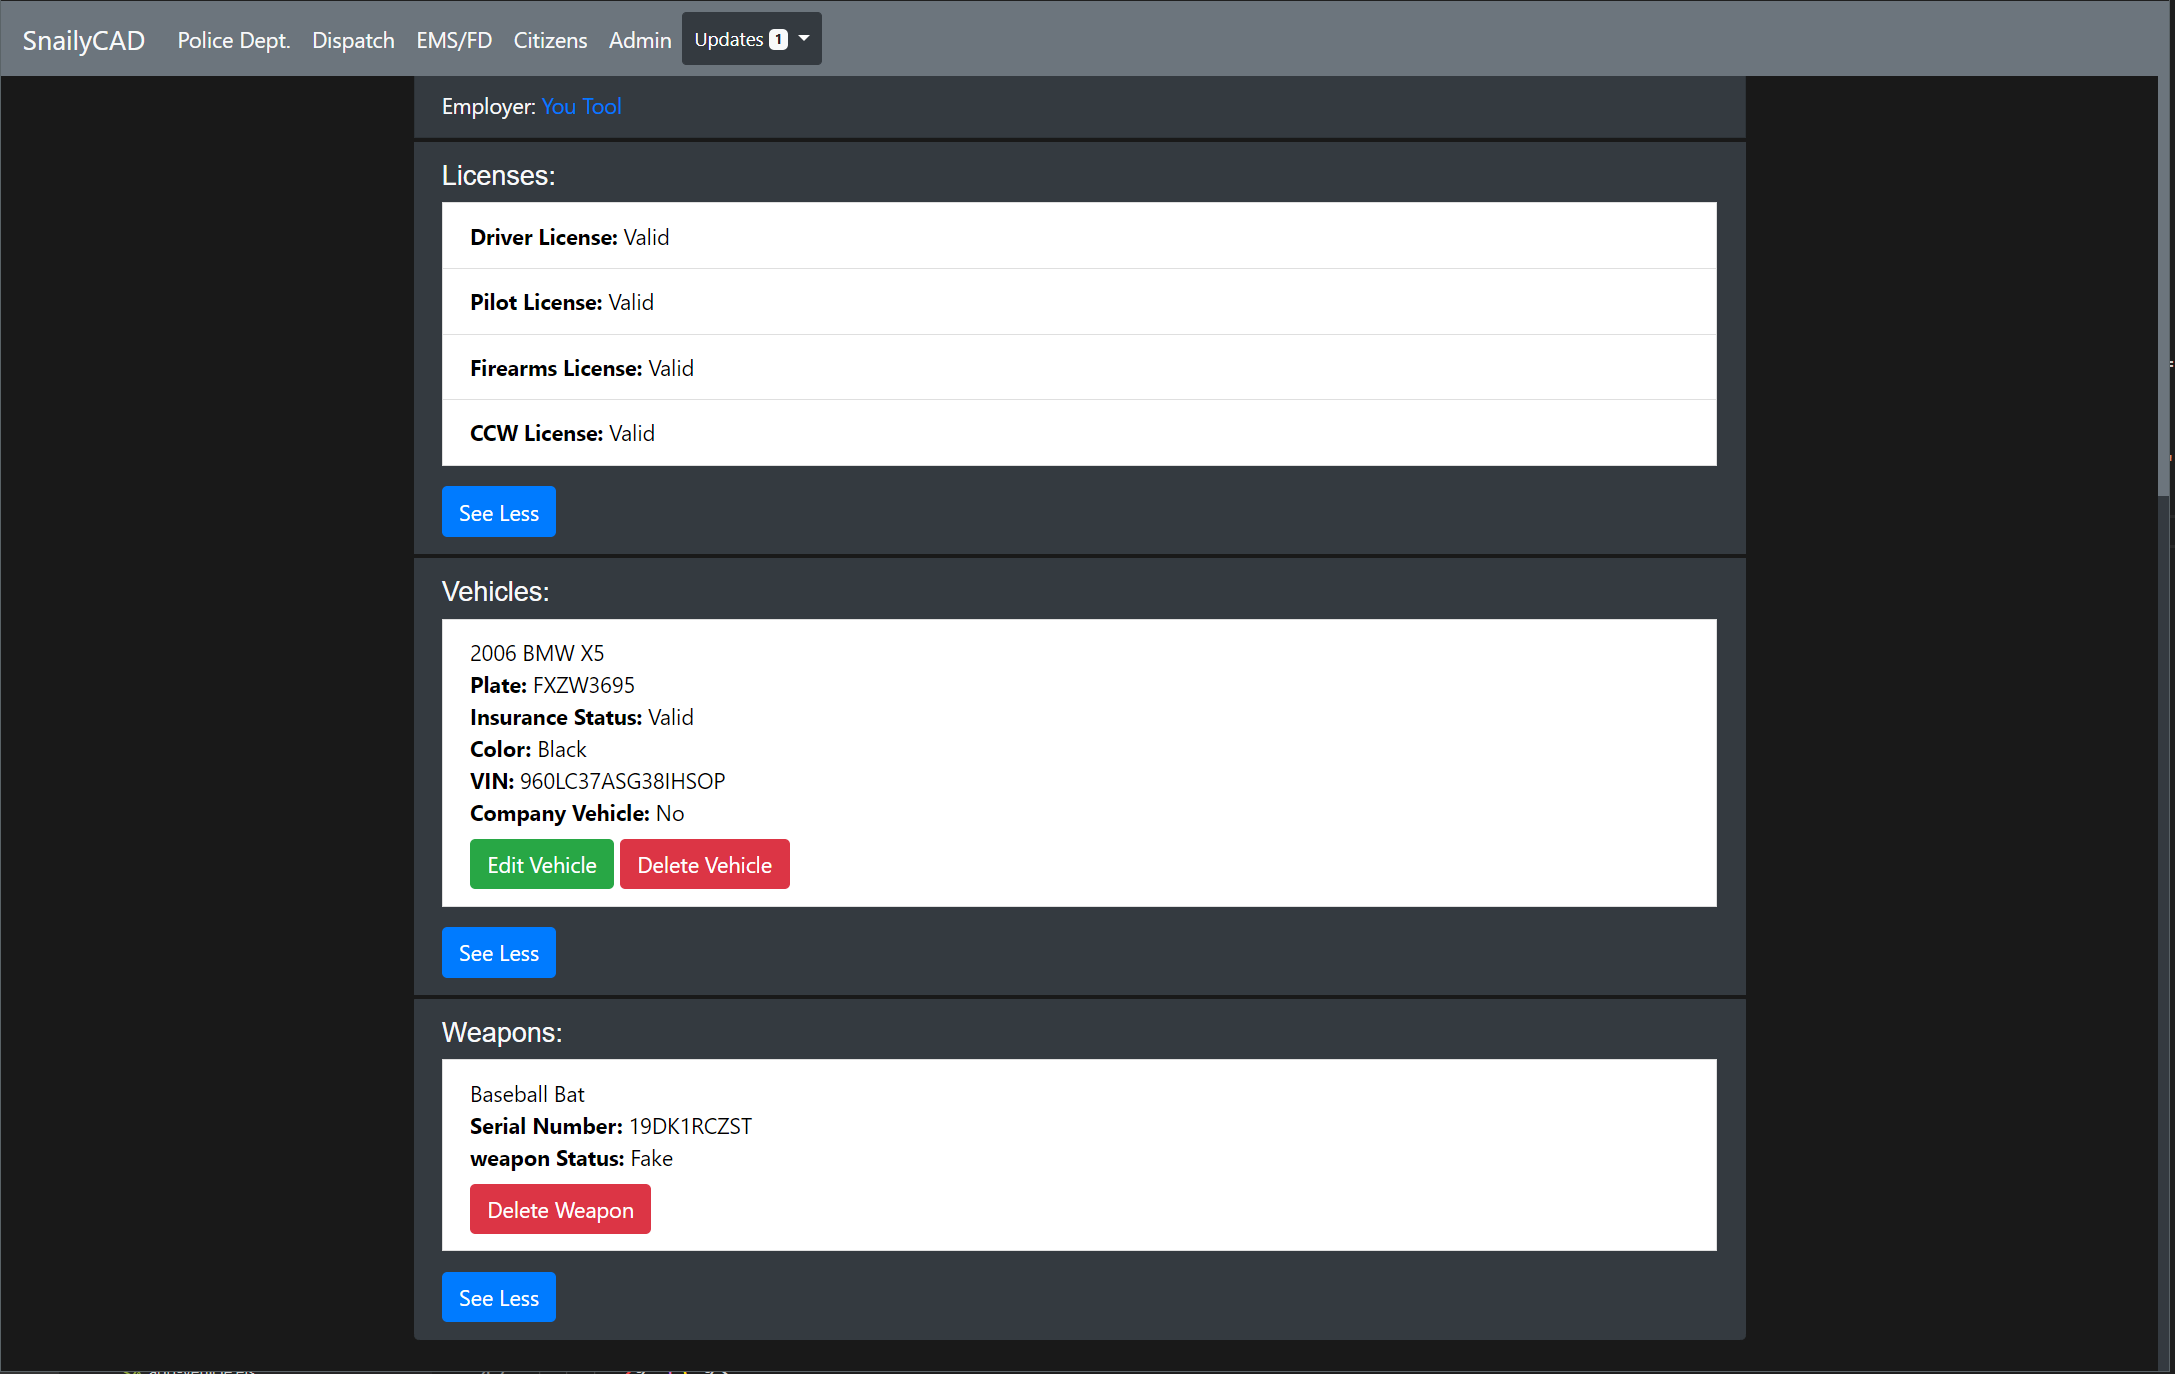 SnailyCAD Police Dept. Dispatch EMS/FD Citizens Admin Updates 1
Employer: You Tool
Licenses:
Driver License: Valid
Pilot License: Valid
Firearms License: Valid
CCW License: Valid
See Less
Vehicles:
2006 BMW X5
Plate: FXZW3695
Insurance Status: Valid
Color: Black
VIN: 960LC37ASG38IHSOP
Company Vehicle: No
Edit Vehicle Delete Vehicle
See Less
Weapons:
Baseball Bat
Serial Number: 19DK1RCZST
weapon Status: Fake
Delete Weapon
See Less